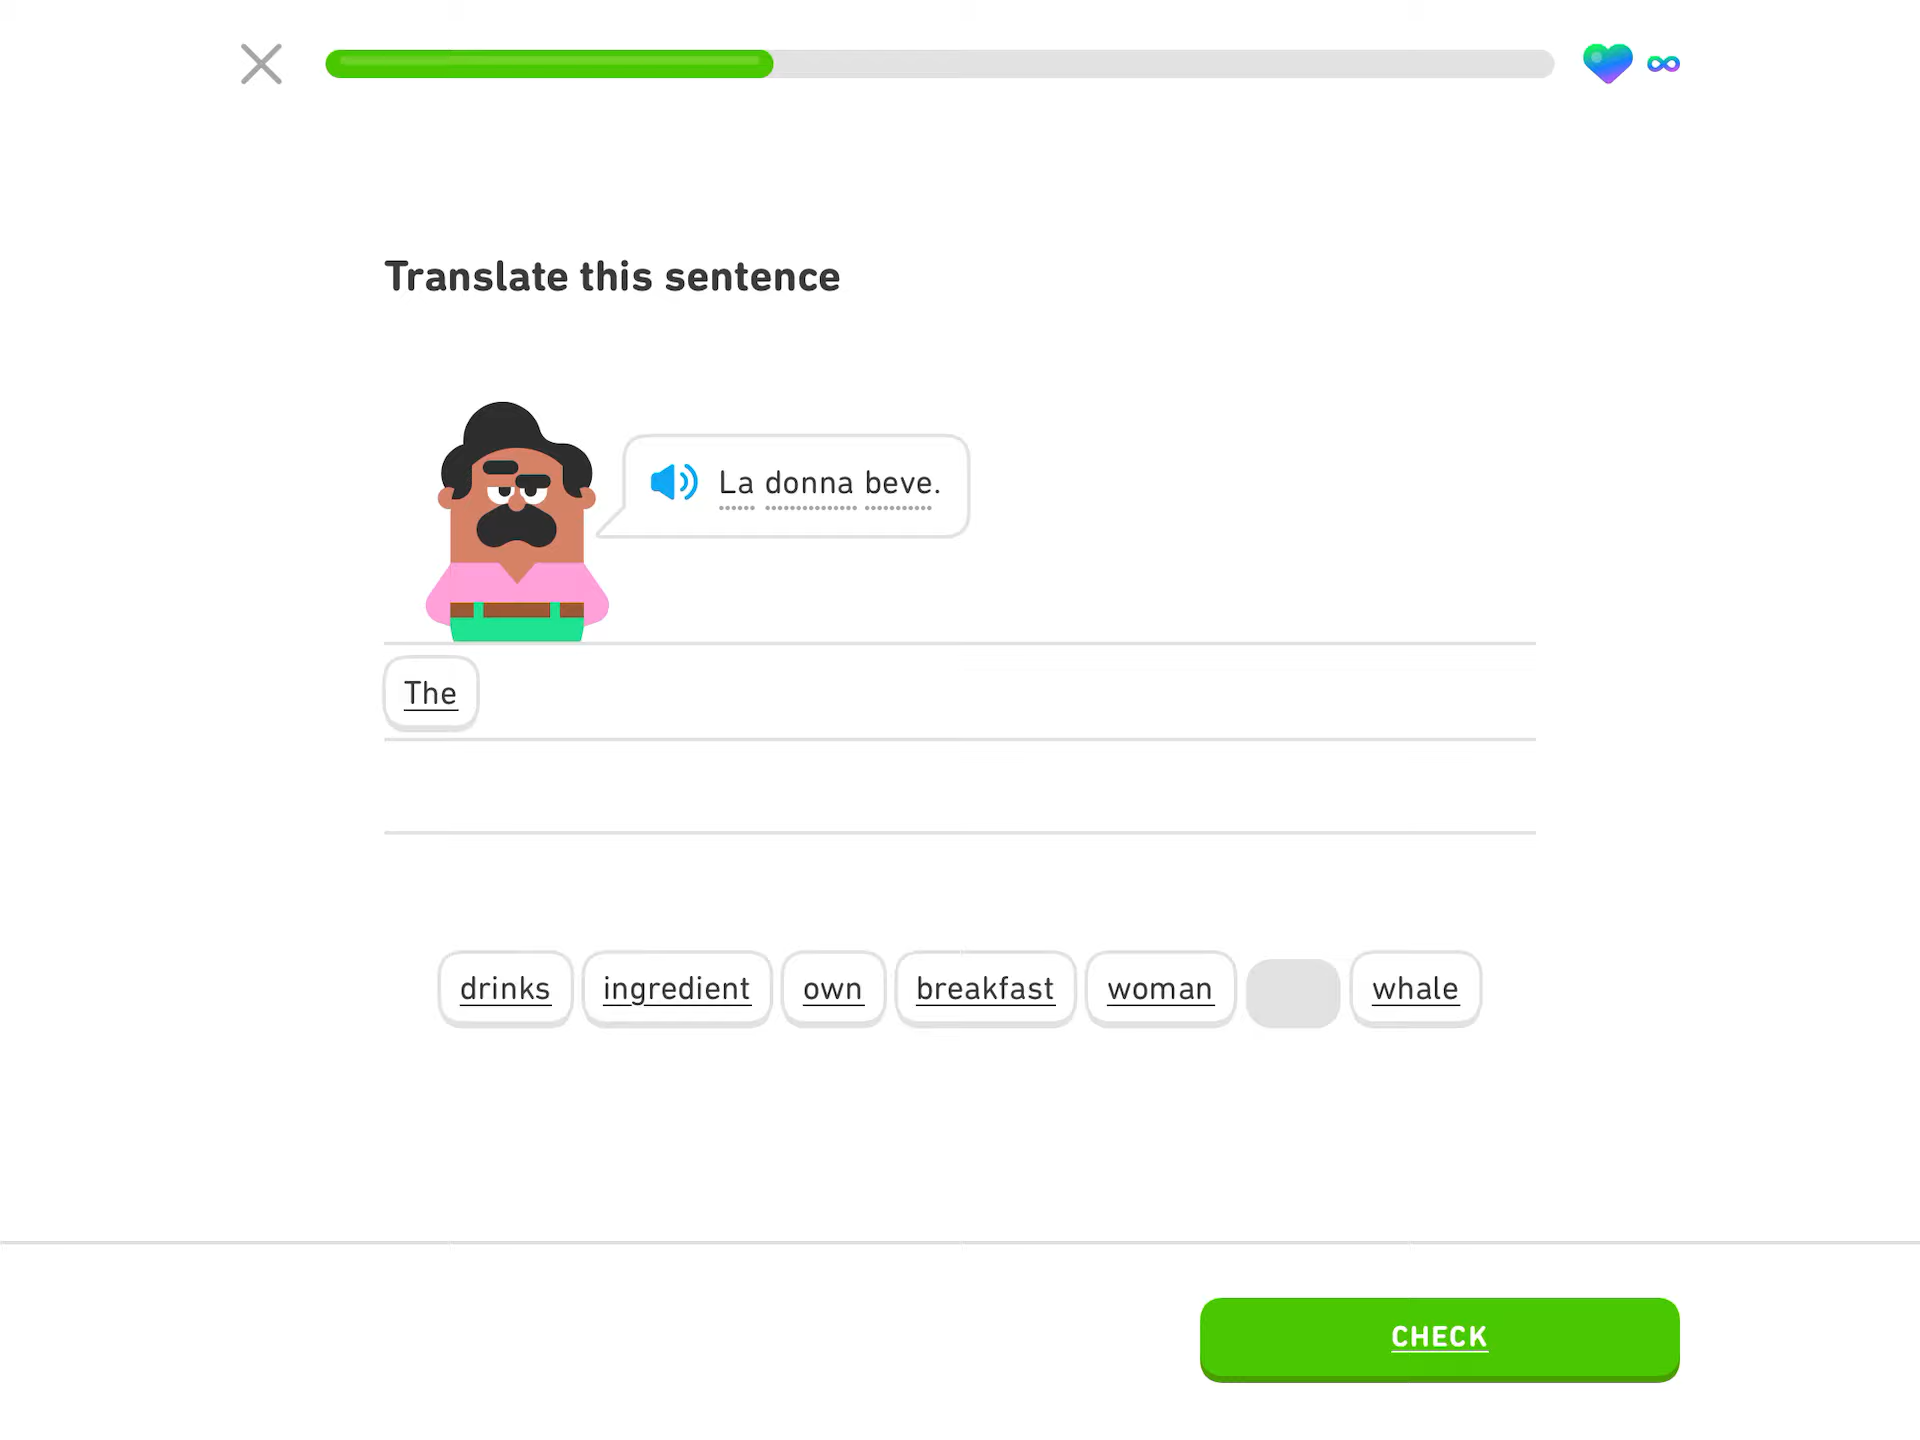 Translate this sentence
La donna beve.
The
drinks ingredient own breakfast woman whale
CHECK